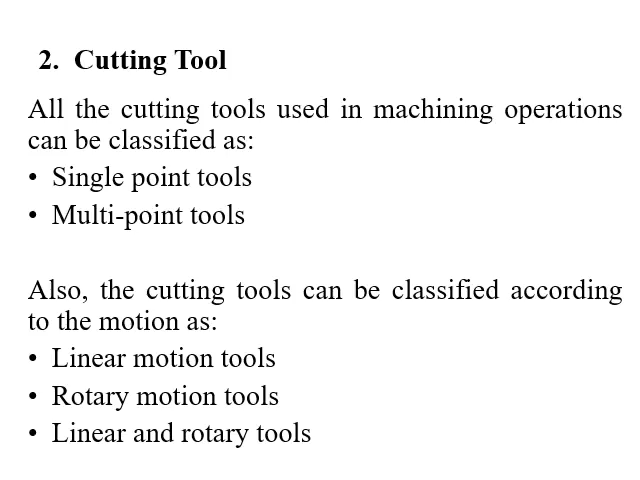 2. Cutting Tool
All the cutting tools used in machining operations
can be classified as:
• Single point tools
• Multi-point tools
Also, the cutting tools can be classified according
to the motion as:
• Linear motion tools
• Rotary motion tools
• Linear and rotary tools